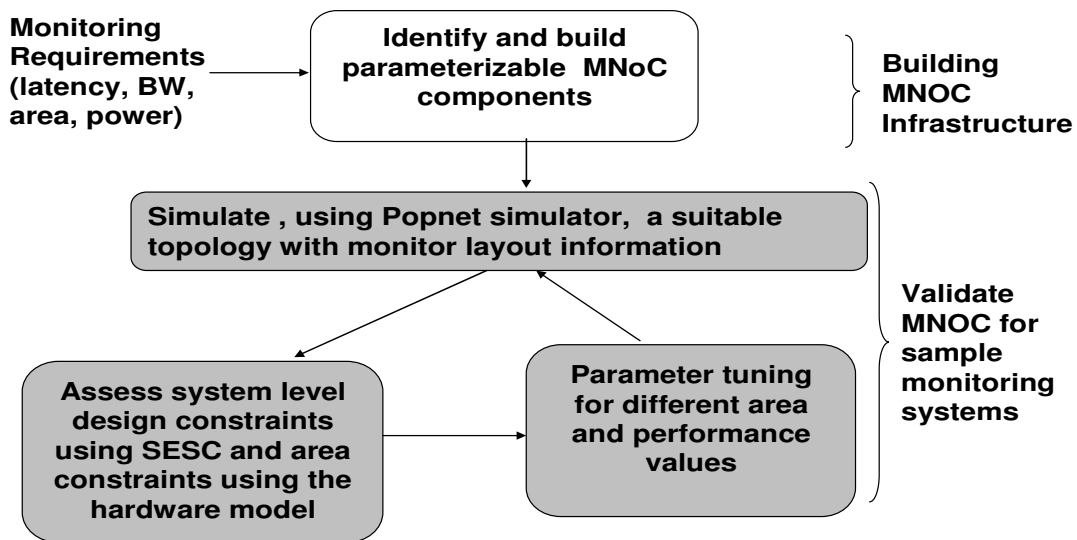 Monitoring
Requirements
(latency, BW,
area, power)
Identify and build
parameterizable MNoC
components
Building
MNOC
Infrastructure
Simulate , using Popnet simulator, a suitable
topology with monitor layout information
Validate
MNOC for
sample
monitoring
systems
Assess system level
design constraints
using SESC and area
constraints using the
hardware model
Parameter tuning
for different area
and performance
values